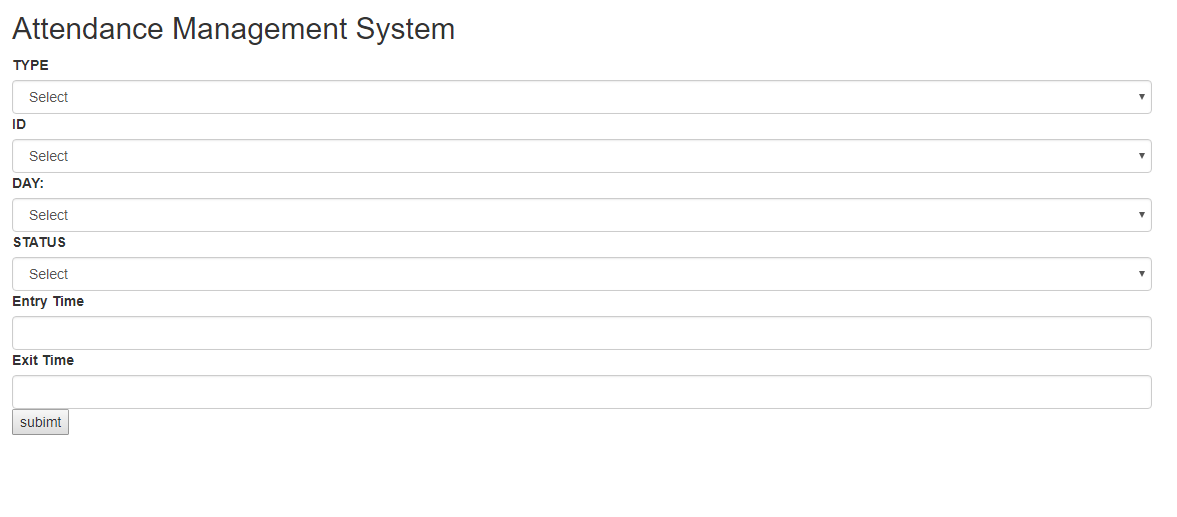 Attendance Management System
TYPE
Select
ID
Select
DAY:
Select
STATUS
Select
Entry Time
Exit Time
subimt